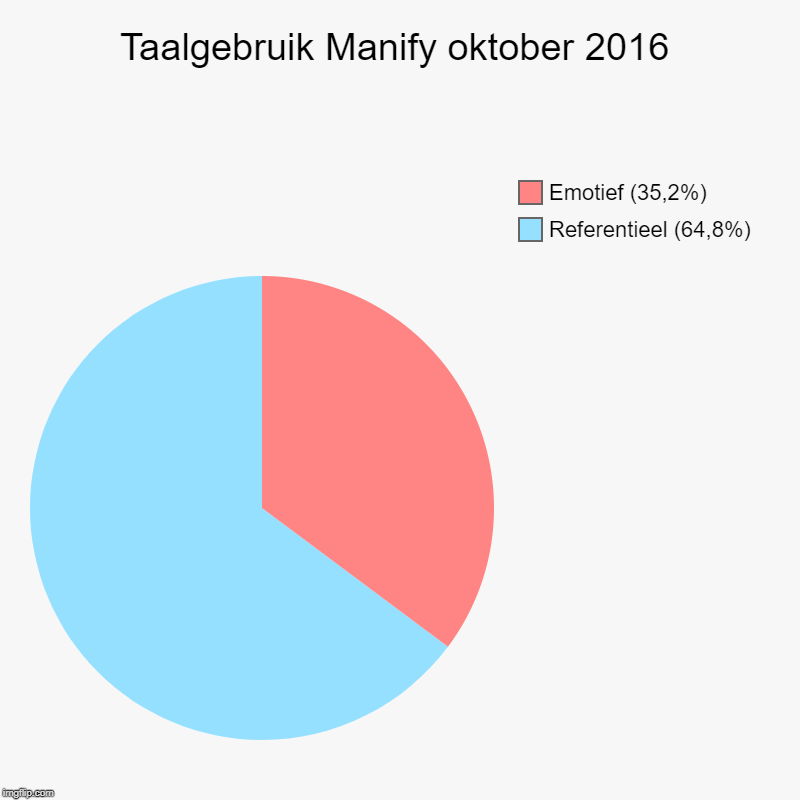 Taalgebruik Manify oktober 2016
Emotief (35,2%)
Referentieel (64,8%)
imgflip.com